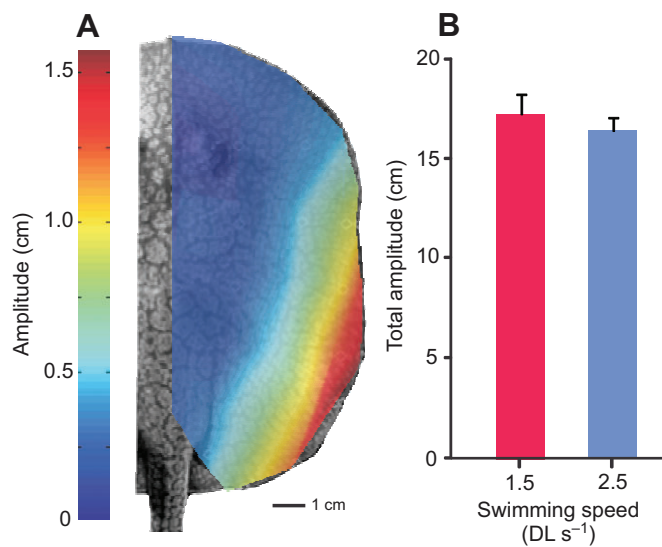 A
1.5
1.0
0.5
0
Amplitude (cm)
1 cm
B
20
15
10
5
0
Total amplitude (cm)
1.5 2.5
Swimming speed
(DL s⁻¹)